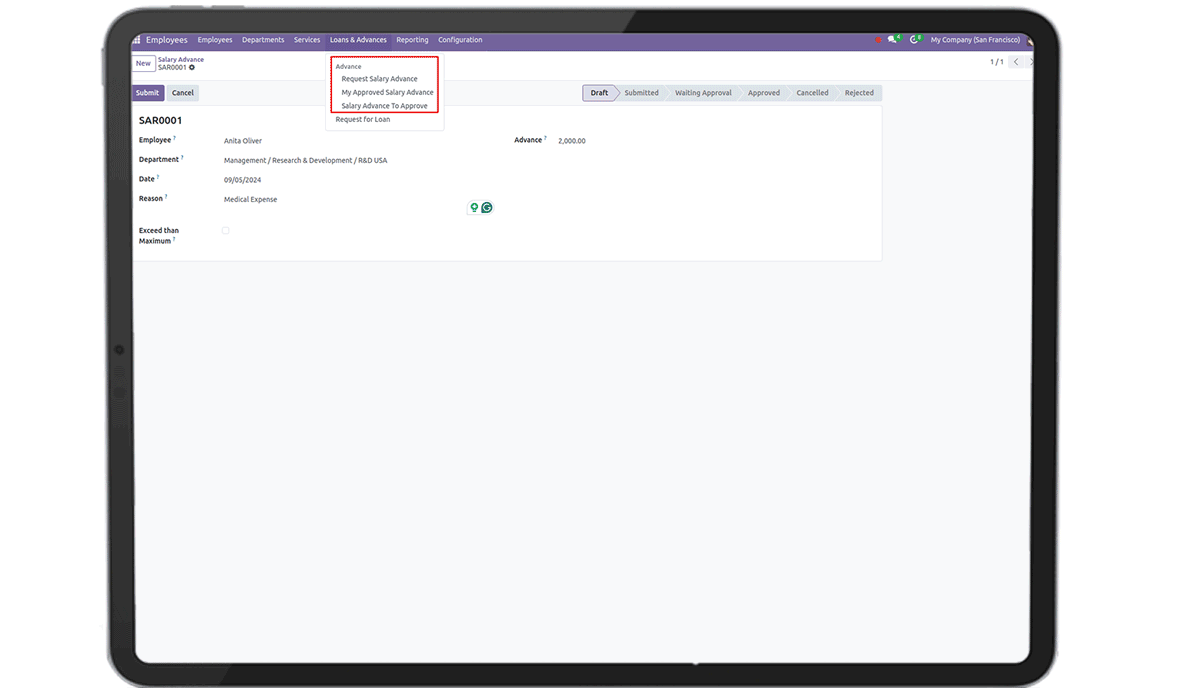 Employees Employees Departments Services Loans & Advances Reporting Configuration 4 6 My Company (San Francisco)
New Salary Advance
SAR0001
1 / 1
Advance
Request Salary Advance
My Approved Salary Advance
Salary Advance To Approve
Request for Loan
Submit Cancel Draft Submitted Waiting Approval Approved Cancelled Rejected
SAR0001
Employee ? Anita Oliver Advance ? 2,000.00
Department ? Management / Research & Development / R&D USA
Date ? 09/05/2024
Reason ? Medical Expense
Exceed than
Maximum ?